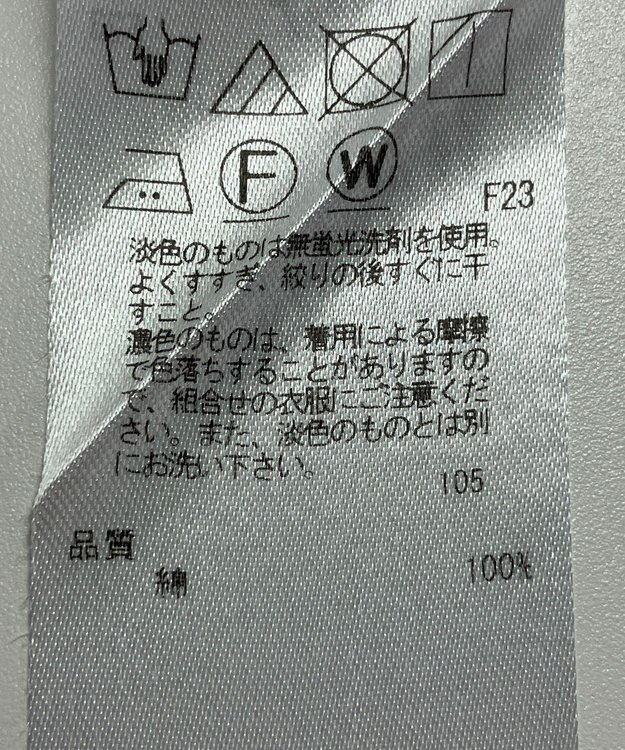 F
W
F23
淡色のものは無蛍光洗剤を使用。
よくすすぎ、絞りの後すぐに干
すこと。
濃色のものは、着用による摩擦
で色落ちすることがありますの
で、組合せの衣服にご注意くだ
さい。また、淡色のものとは別
にお洗い下さい。
105
品質
綿 100%